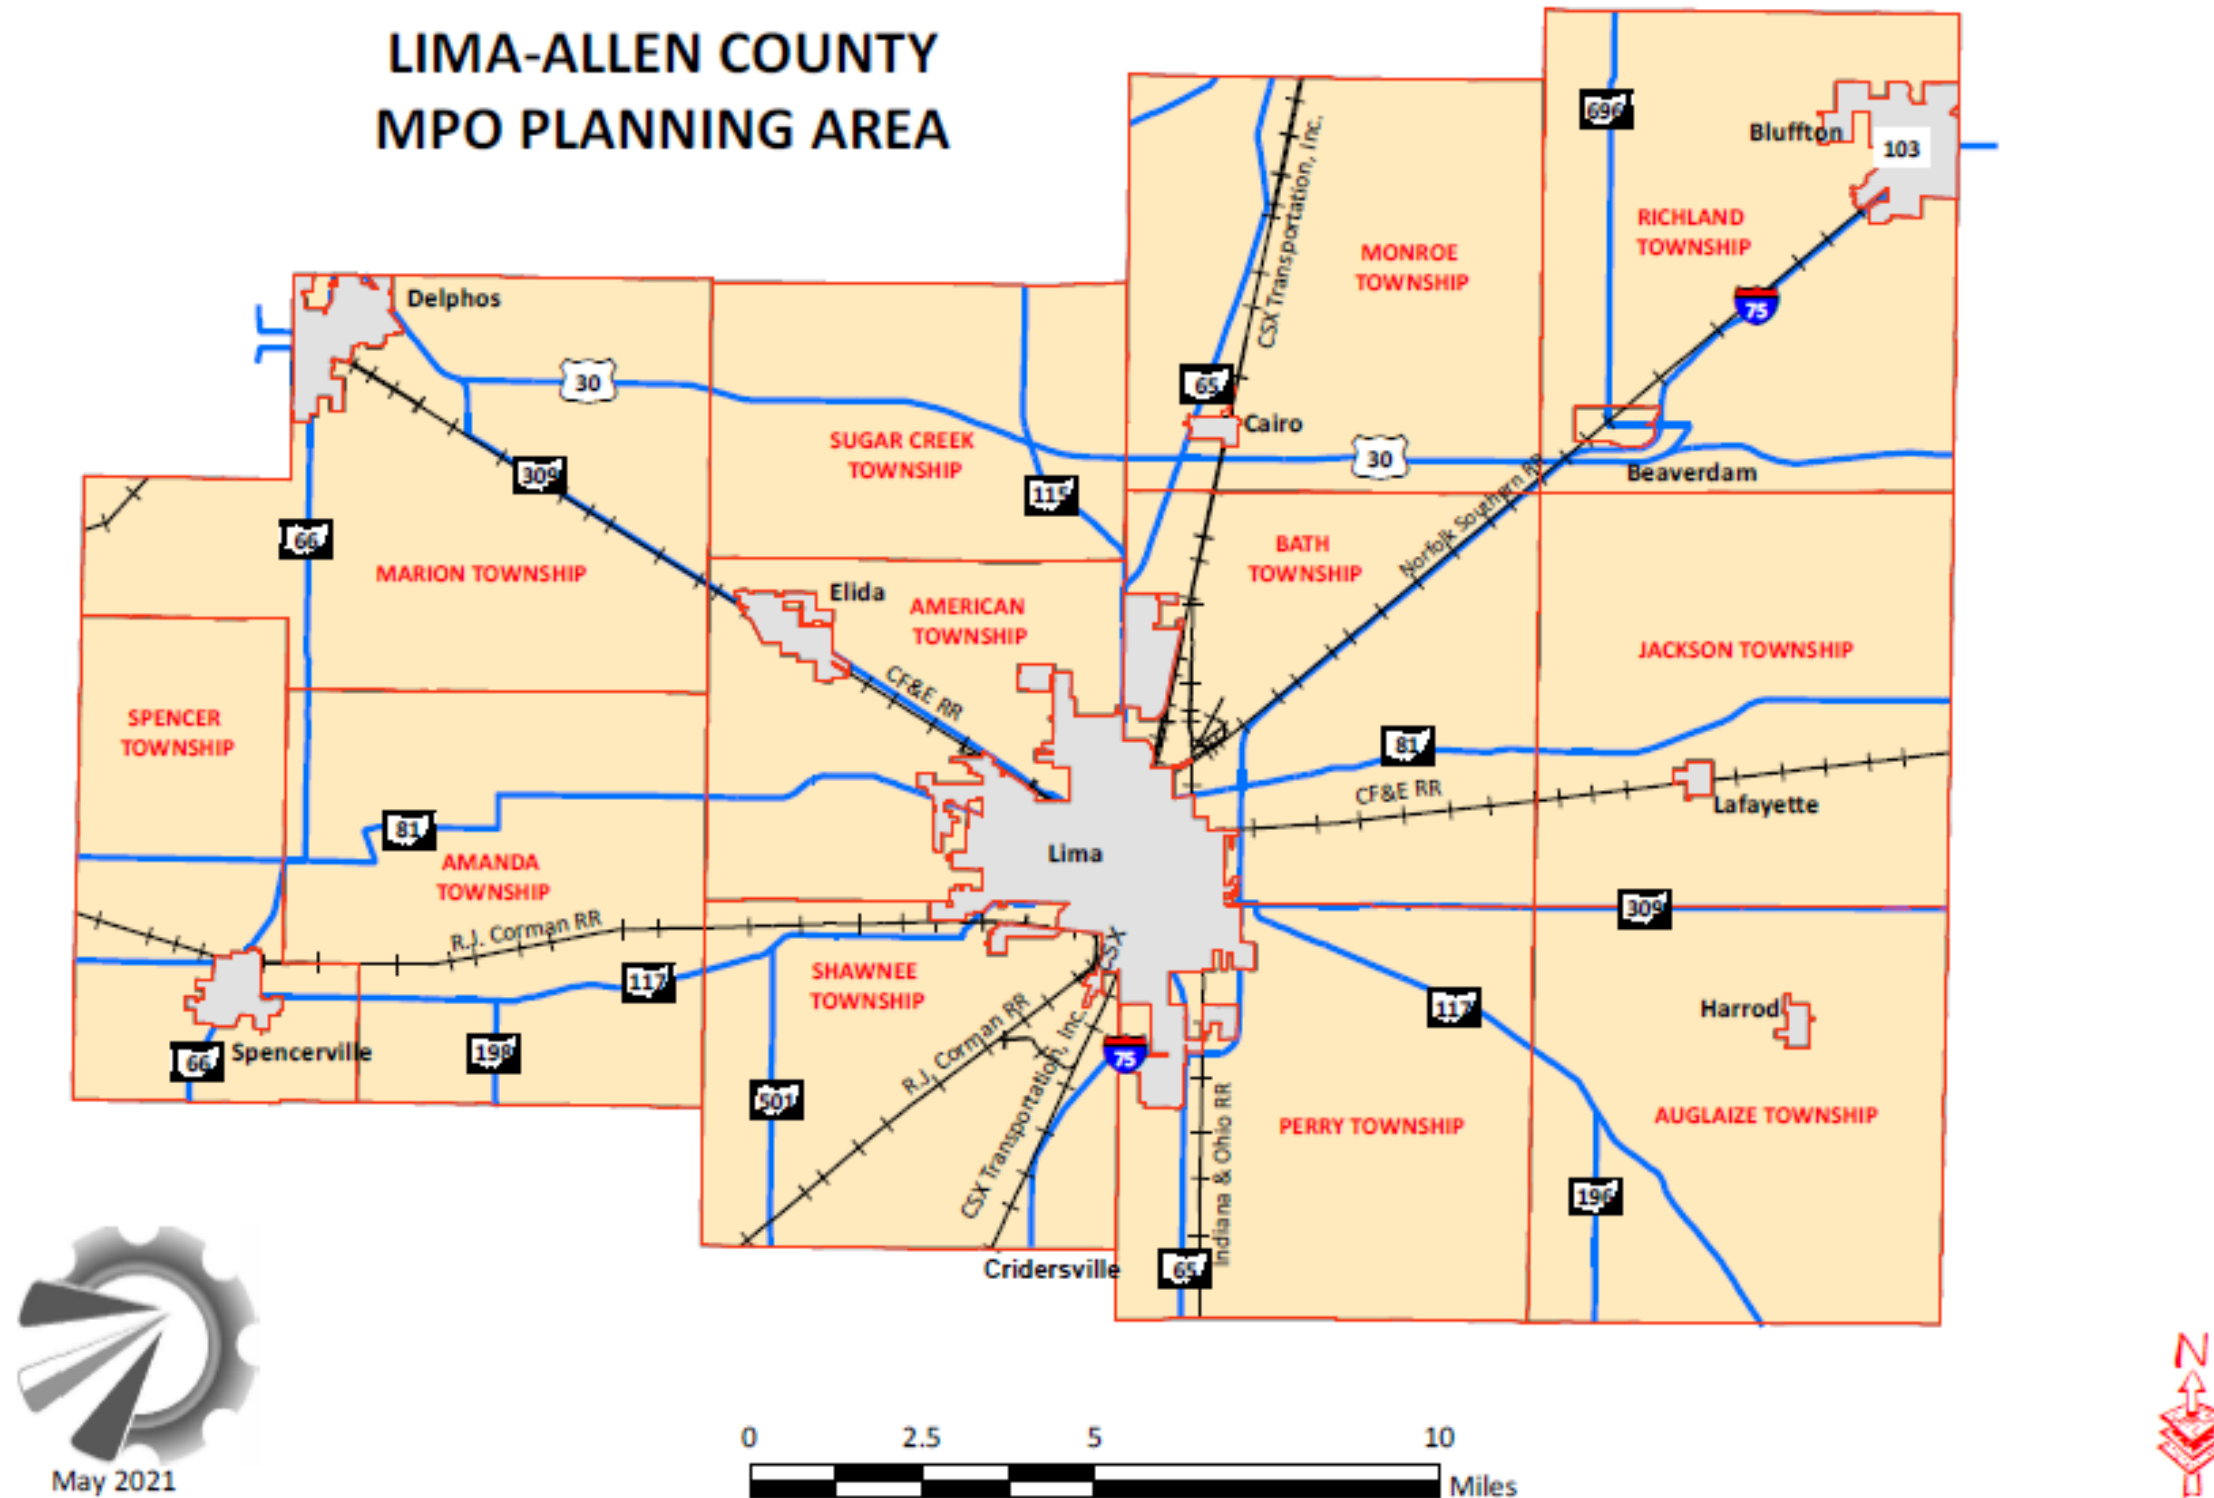 LIMA-ALLEN COUNTY
MPO PLANNING AREA
696
Bluffton
103
RICHLAND
TOWNSHIP
MONROE
TOWNSHIP
CSX Transportation, Inc.
Delphos
75
30
65
Cairo
SUGAR CREEK
TOWNSHIP
30
309
115
Beaverdam
Norfolk Southern RR
66
BATH
TOWNSHIP
MARION TOWNSHIP
Elida
AMERICAN
TOWNSHIP
JACKSON TOWNSHIP
CF&E RR
SPENCER
TOWNSHIP
81
CF&E RR
Lafayette
81
Lima
AMANDA
TOWNSHIP
309
R.J. Corman RR
CSX
117
SHAWNEE
TOWNSHIP
117
Harrod
R.J. Corman RR
CSX Transportation, Inc.
66
Spencerville
198
75
501
Indiana & Ohio RR
PERRY TOWNSHIP
AUGLAIZE TOWNSHIP
196
Cridersville
65
N
0 2.5 5 10
Miles
May 2021